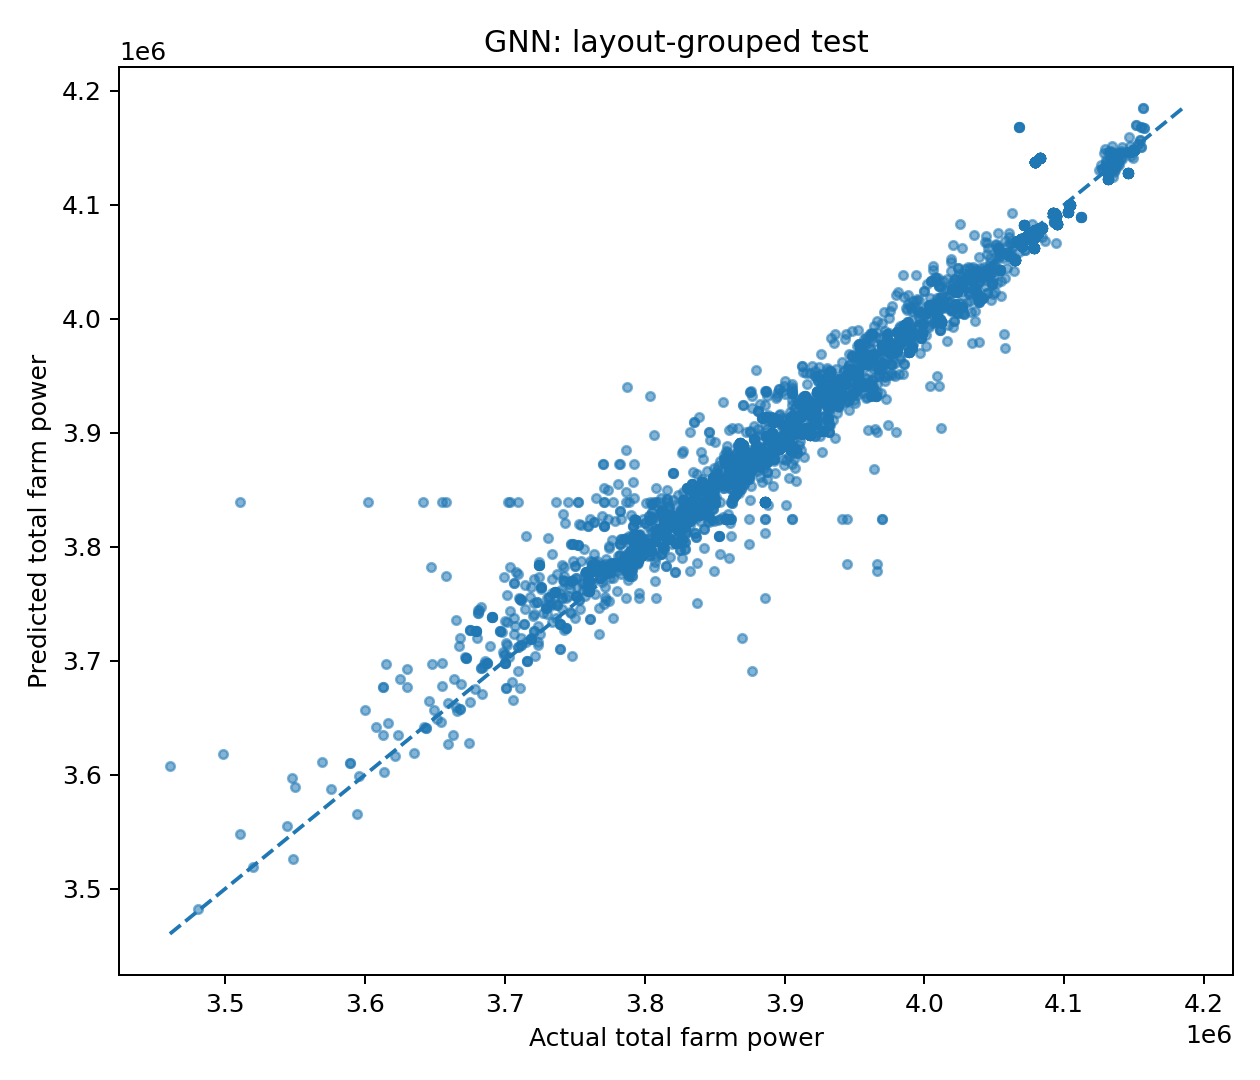 GNN: layout-grouped test
1e6
4.2
4.1
4.0
3.9
3.8
3.7
3.6
3.5
Predicted total farm power
3.5 3.6 3.7 3.8 3.9 4.0 4.1 4.2
1e6
Actual total farm power